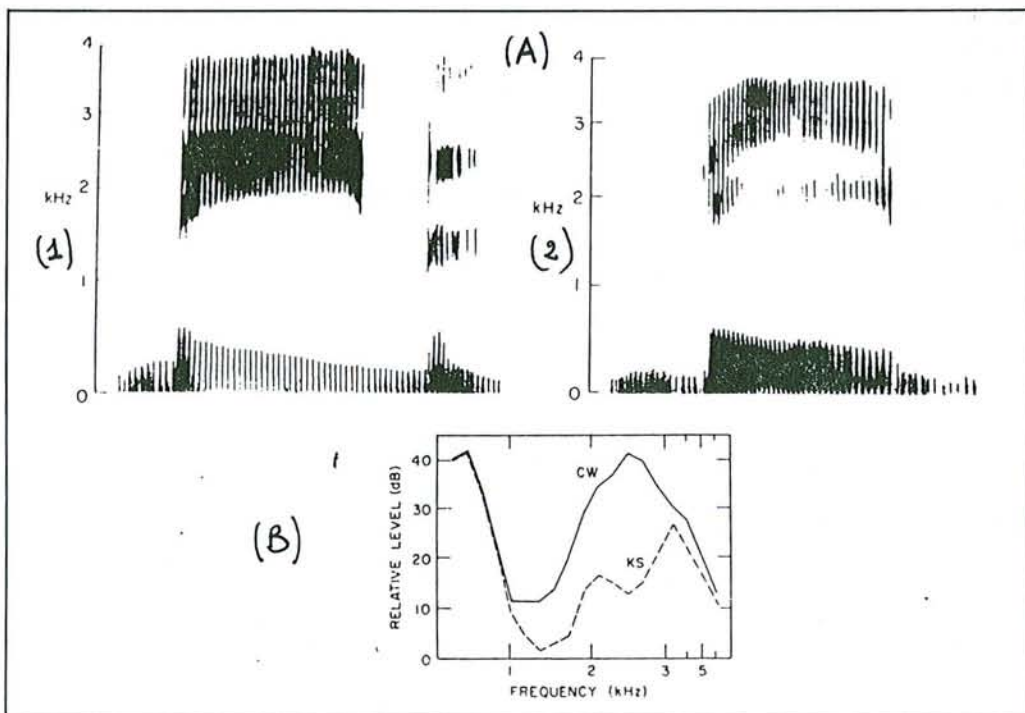 (A)
4
3
kHz
2
(1)
1
0
4
3
kHz
2
(2)
1
0
(B)
RELATIVE LEVEL (dB)
40
30
20
10
0
CW
KS
1 2 3 5
FREQUENCY (kHz)